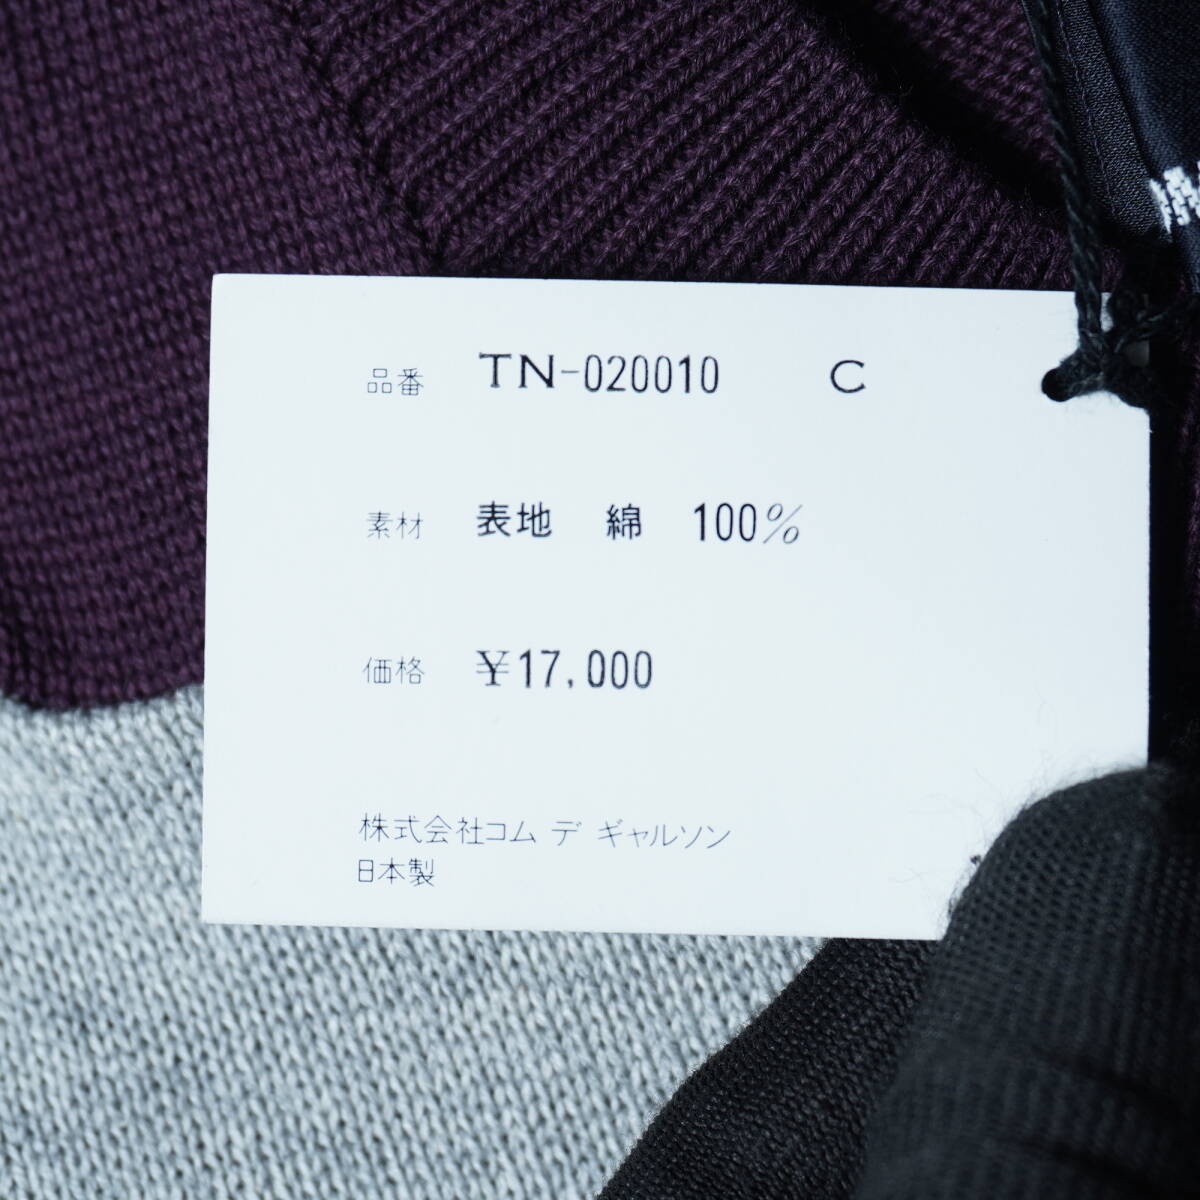 品番 TN-020010 C
素材 表地 綿 100%
価格 ¥17,000
株式会社コム デ ギャルソン
日本製